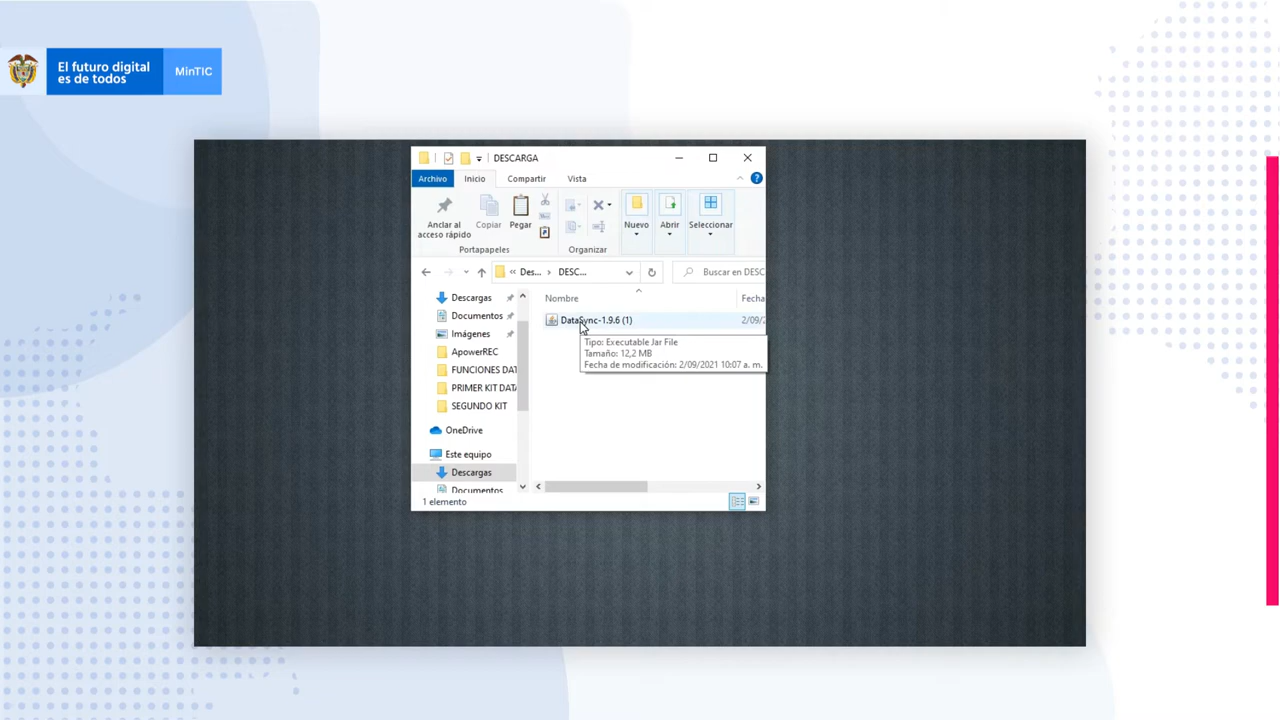 El futuro digital
es de todos
MinTIC
DESCARGA
Archivo
Inicio
Compartir
Vista
Anclar al
acceso rápido
Copiar
Pegar
Nuevo
Abrir
Seleccionar
Portapapeles
Organizar
« Des... › DESC...
Buscar en DESC
Descargas
Documentos
Imágenes
ApowerREC
FUNCIONES DAT
PRIMER KIT DATA
SEGUNDO KIT
OneDrive
Este equipo
Descargas
Documentos
Nombre
Fecha
DataSync-1.9.6 (1)
2/09/2
Tipo: Executable Jar File
Tamaño: 12,2 MB
Fecha de modificación: 2/09/2021 10:07 a. m.
1 elemento